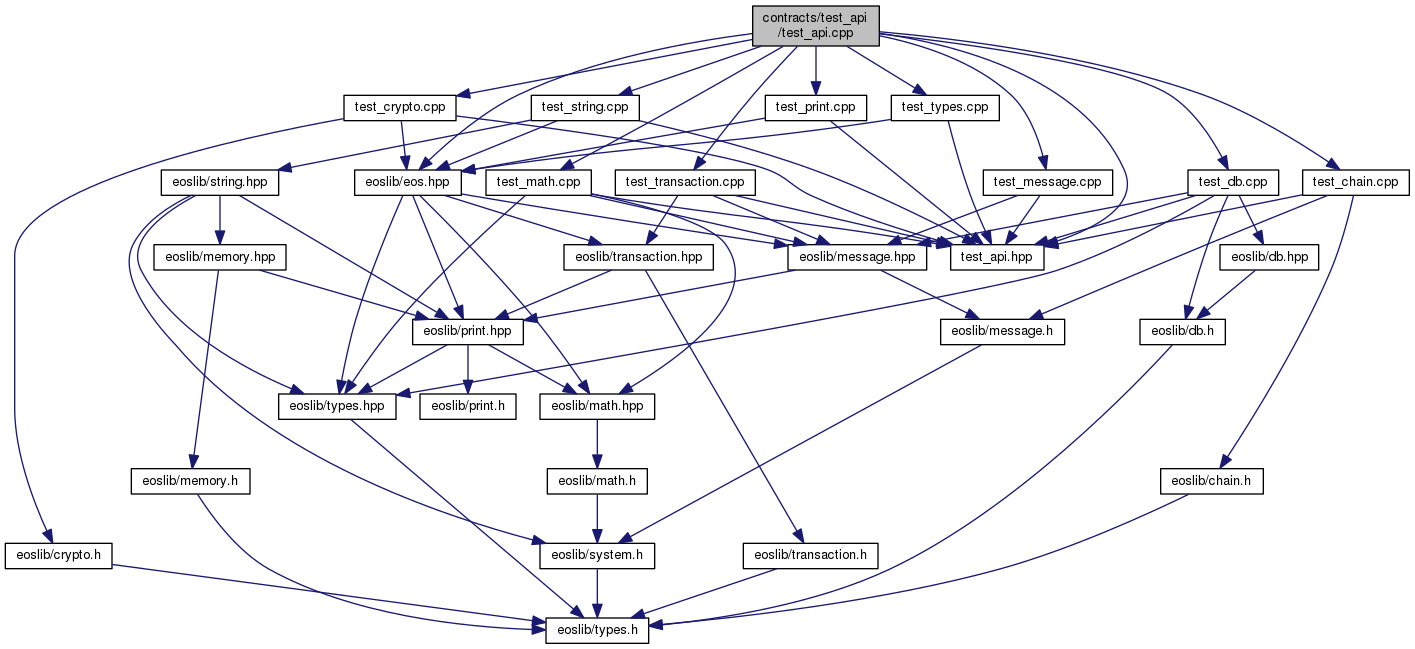 contracts/test_api
/test_api.cpp
test_crypto.cpp
test_string.cpp
test_print.cpp
test_types.cpp
eoslib/string.hpp
eoslib/eos.hpp
test_math.cpp
test_transaction.cpp
test_message.cpp
test_db.cpp
test_chain.cpp
eoslib/memory.hpp
eoslib/transaction.hpp
eoslib/message.hpp
test_api.hpp
eoslib/db.hpp
eoslib/print.hpp
eoslib/message.h
eoslib/db.h
eoslib/types.hpp
eoslib/print.h
eoslib/math.hpp
eoslib/memory.h
eoslib/math.h
eoslib/chain.h
eoslib/crypto.h
eoslib/system.h
eoslib/transaction.h
eoslib/types.h